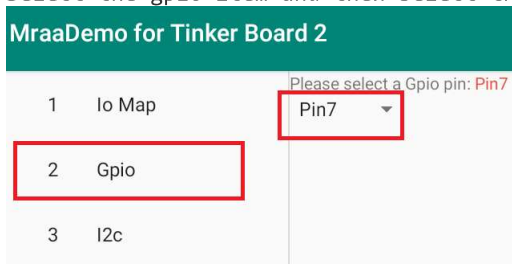 MraaDemo for Tinker Board 2
Please select a Gpio pin: Pin7
1 Io Map
Pin7
2 Gpio
3 I2c